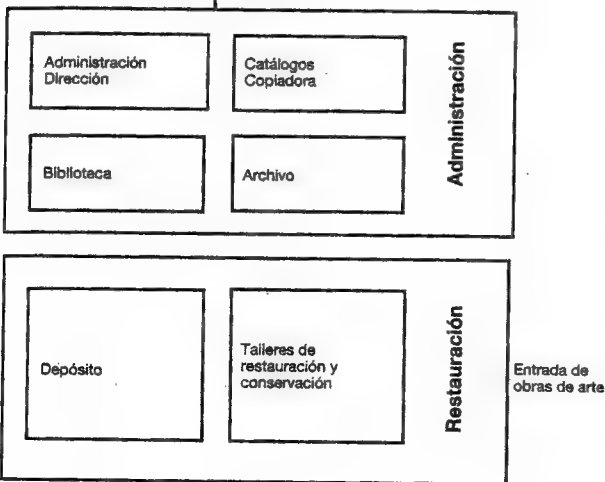 Administración
Dirección
Catálogos
Copiadora
Administración
Biblioteca
Archivo
Depósito
Talleres de
restauración y
conservación
Restauración
Entrada de
obras de arte